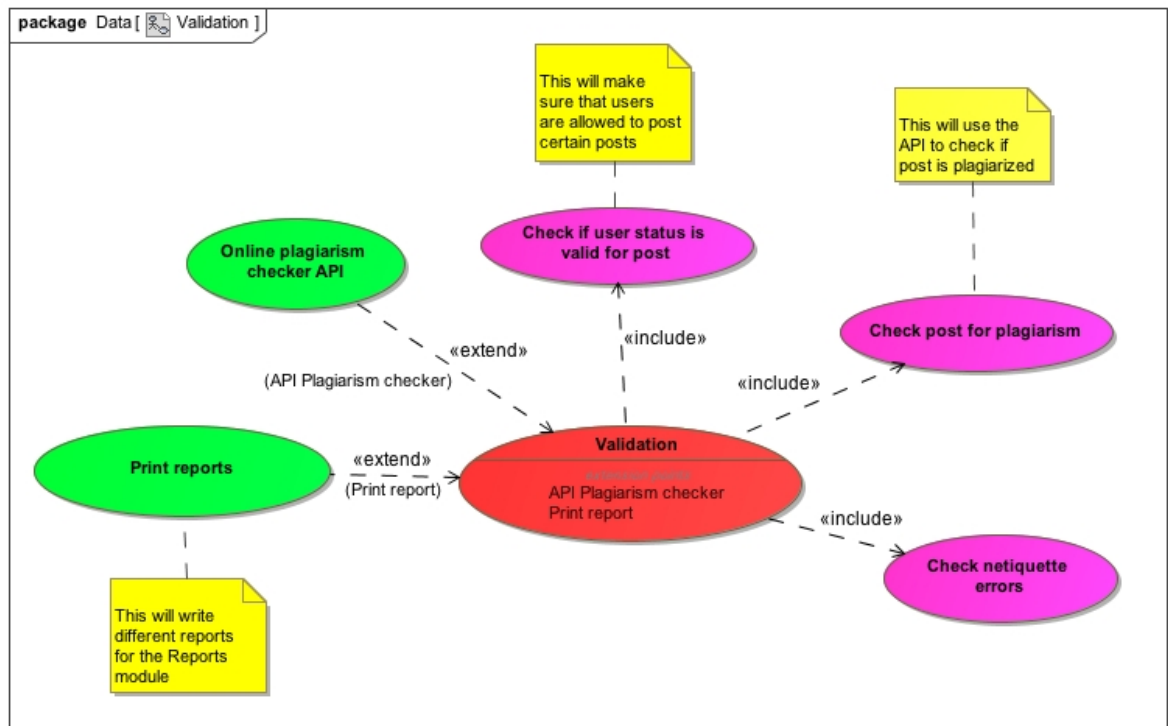 package Data [ Validation ]
This will make
sure that users
are allowed to post
certain posts
This will use the
API to check if
post is plagiarized
Check if user status is
valid for post
Online plagiarism
checker API
Check post for plagiarism
«extend»
(API Plagiarism checker)
«include»
«include»
Print reports
«extend»
(Print report)
Validation
extension points
API Plagiarism checker
Print report
«include»
Check netiquette
errors
This will write
different reports
for the Reports
module